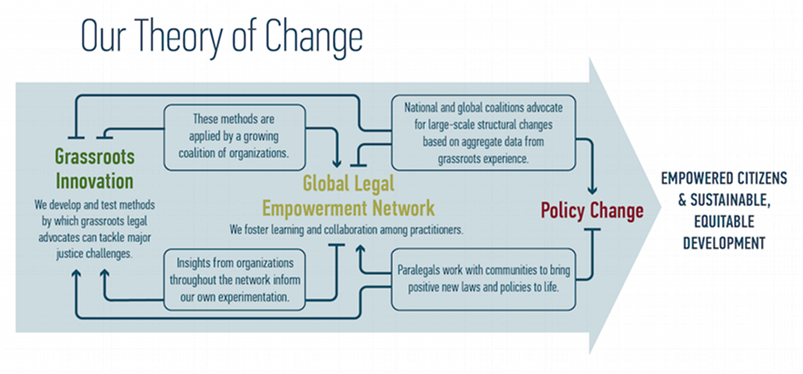 Our Theory of Change
These methods are
applied by a growing
coalition of organizations.
National and global coalitions advocate
for large-scale structural changes
based on aggregate data from
grassroots experience.
Grassroots
Innovation
We develop and test methods
by which grassroots legal
advocates can tackle major
justice challenges.
Global Legal
Empowerment Network
We foster learning and collaboration among practitioners.
Policy Change
EMPOWERED CITIZENS
& SUSTAINABLE,
EQUITABLE
DEVELOPMENT
Insights from organizations
throughout the network inform
our own experimentation.
Paralegals work with communities to bring
positive new laws and policies to life.